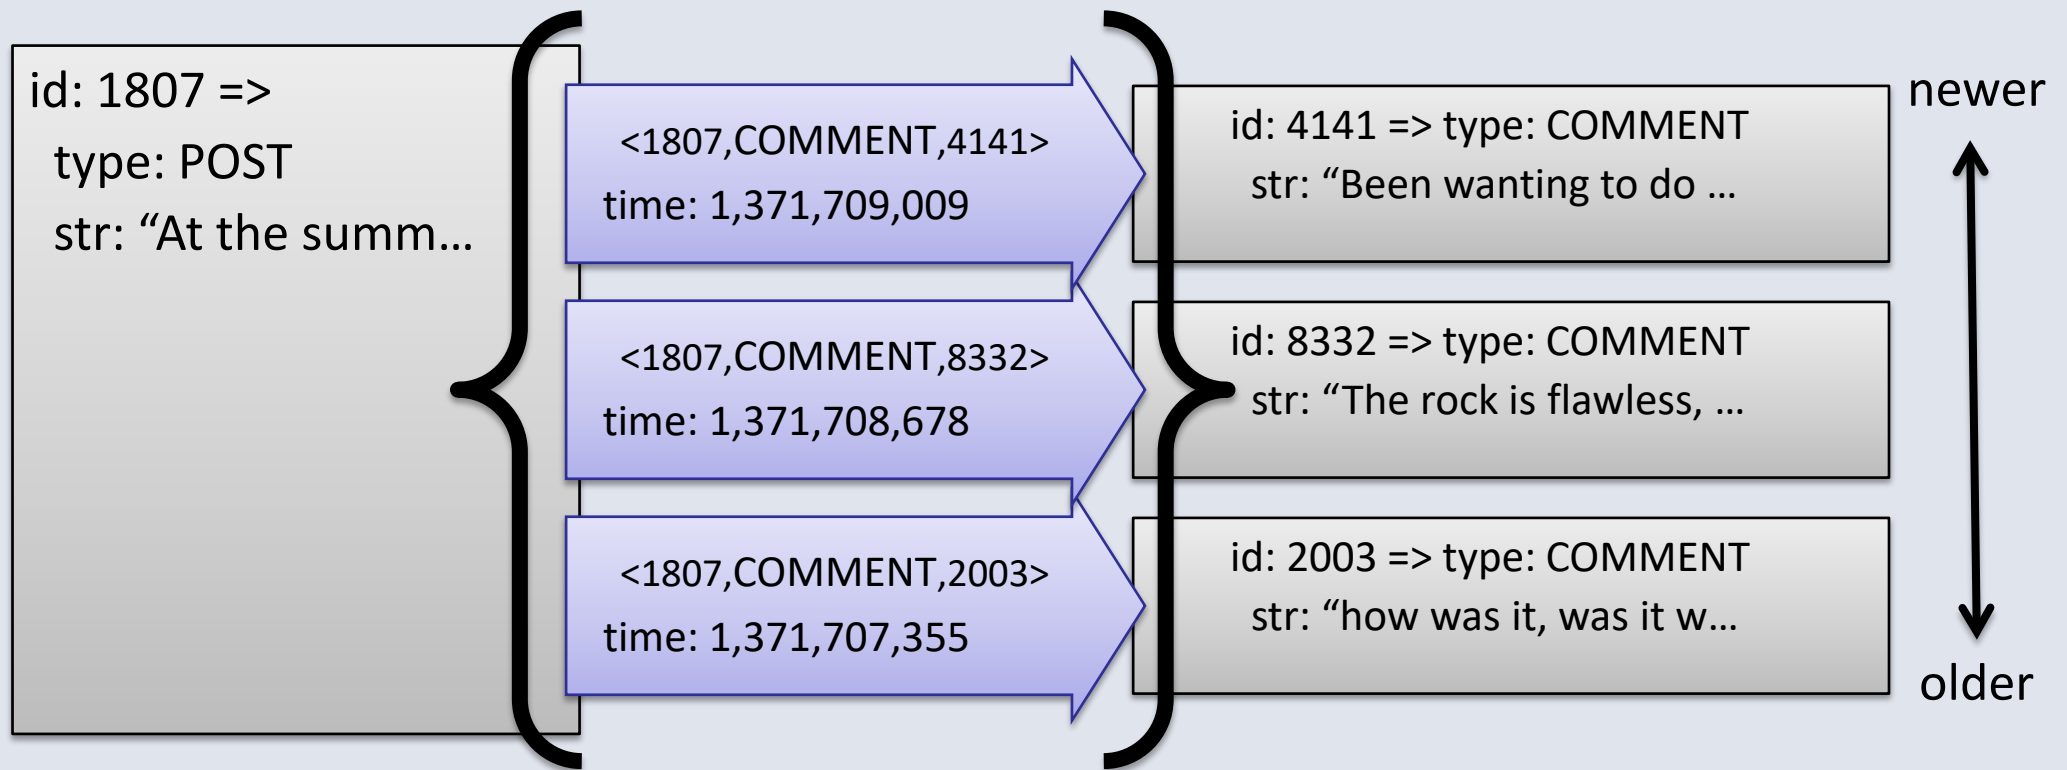 id: 1807 =>
type: POST
str: “At the summ…
<1807,COMMENT,4141>
time: 1,371,709,009
<1807,COMMENT,8332>
time: 1,371,708,678
<1807,COMMENT,2003>
time: 1,371,707,355
id: 4141 => type: COMMENT
str: “Been wanting to do …
id: 8332 => type: COMMENT
str: “The rock is flawless, …
id: 2003 => type: COMMENT
str: “how was it, was it w…
newer
older